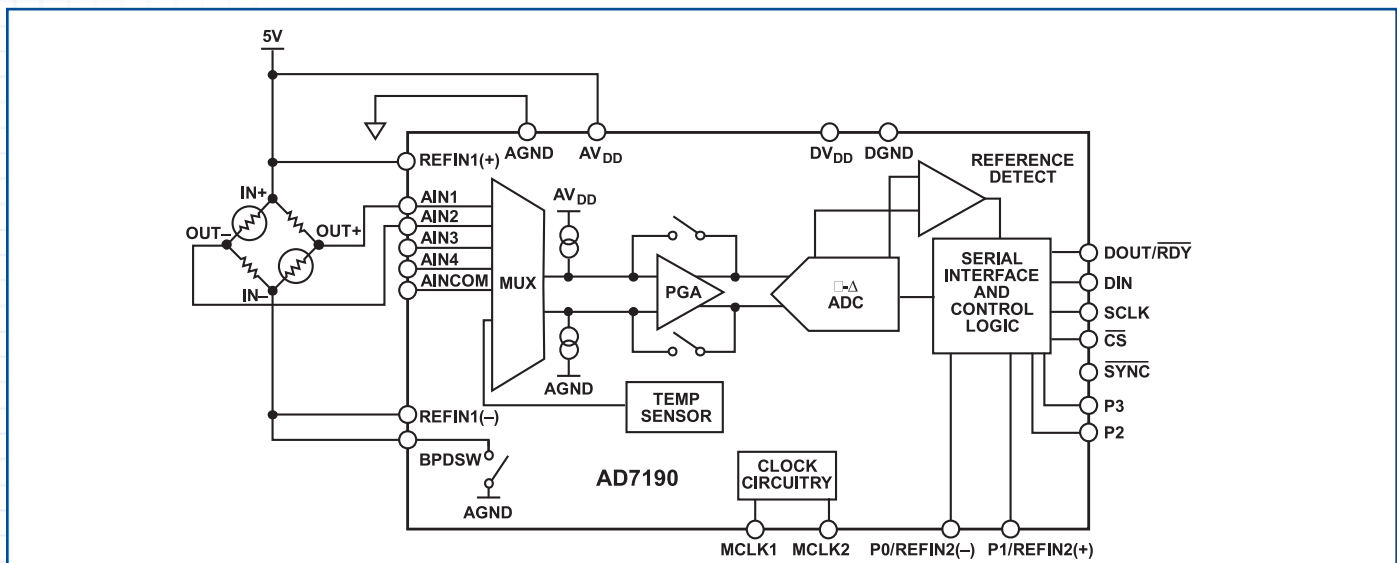 5V
AGND
AVDD
DVDD
DGND
REFIN1(+)
REFERENCE
DETECT
IN+
AIN1
AVDD
AIN2
OUT–
OUT+
AIN3
DOUT/RDY
AIN4
MUX
PGA
SERIAL
INTERFACE
AND
CONTROL
LOGIC
DIN
AINCOM
□-Δ
ADC
IN–
SCLK
CS
AGND
SYNC
TEMP
SENSOR
REFIN1(–)
P3
P2
BPDSW
AD7190
CLOCK
CIRCUITRY
AGND
MCLK1
MCLK2
P0/REFIN2(–)
P1/REFIN2(+)